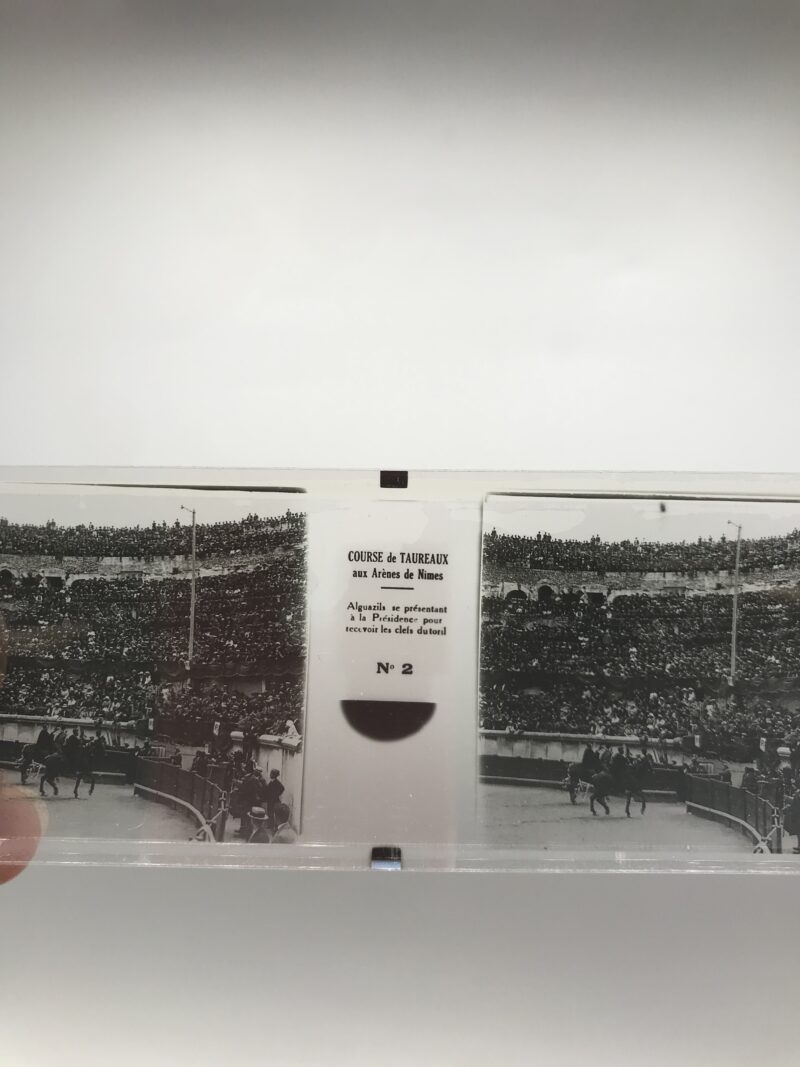 COURSE de TAUREAUX
aux Arènes de Nimes
Alguazils se présentant
à la Présidence pour
recevoir les clefs du toril
Nº 2